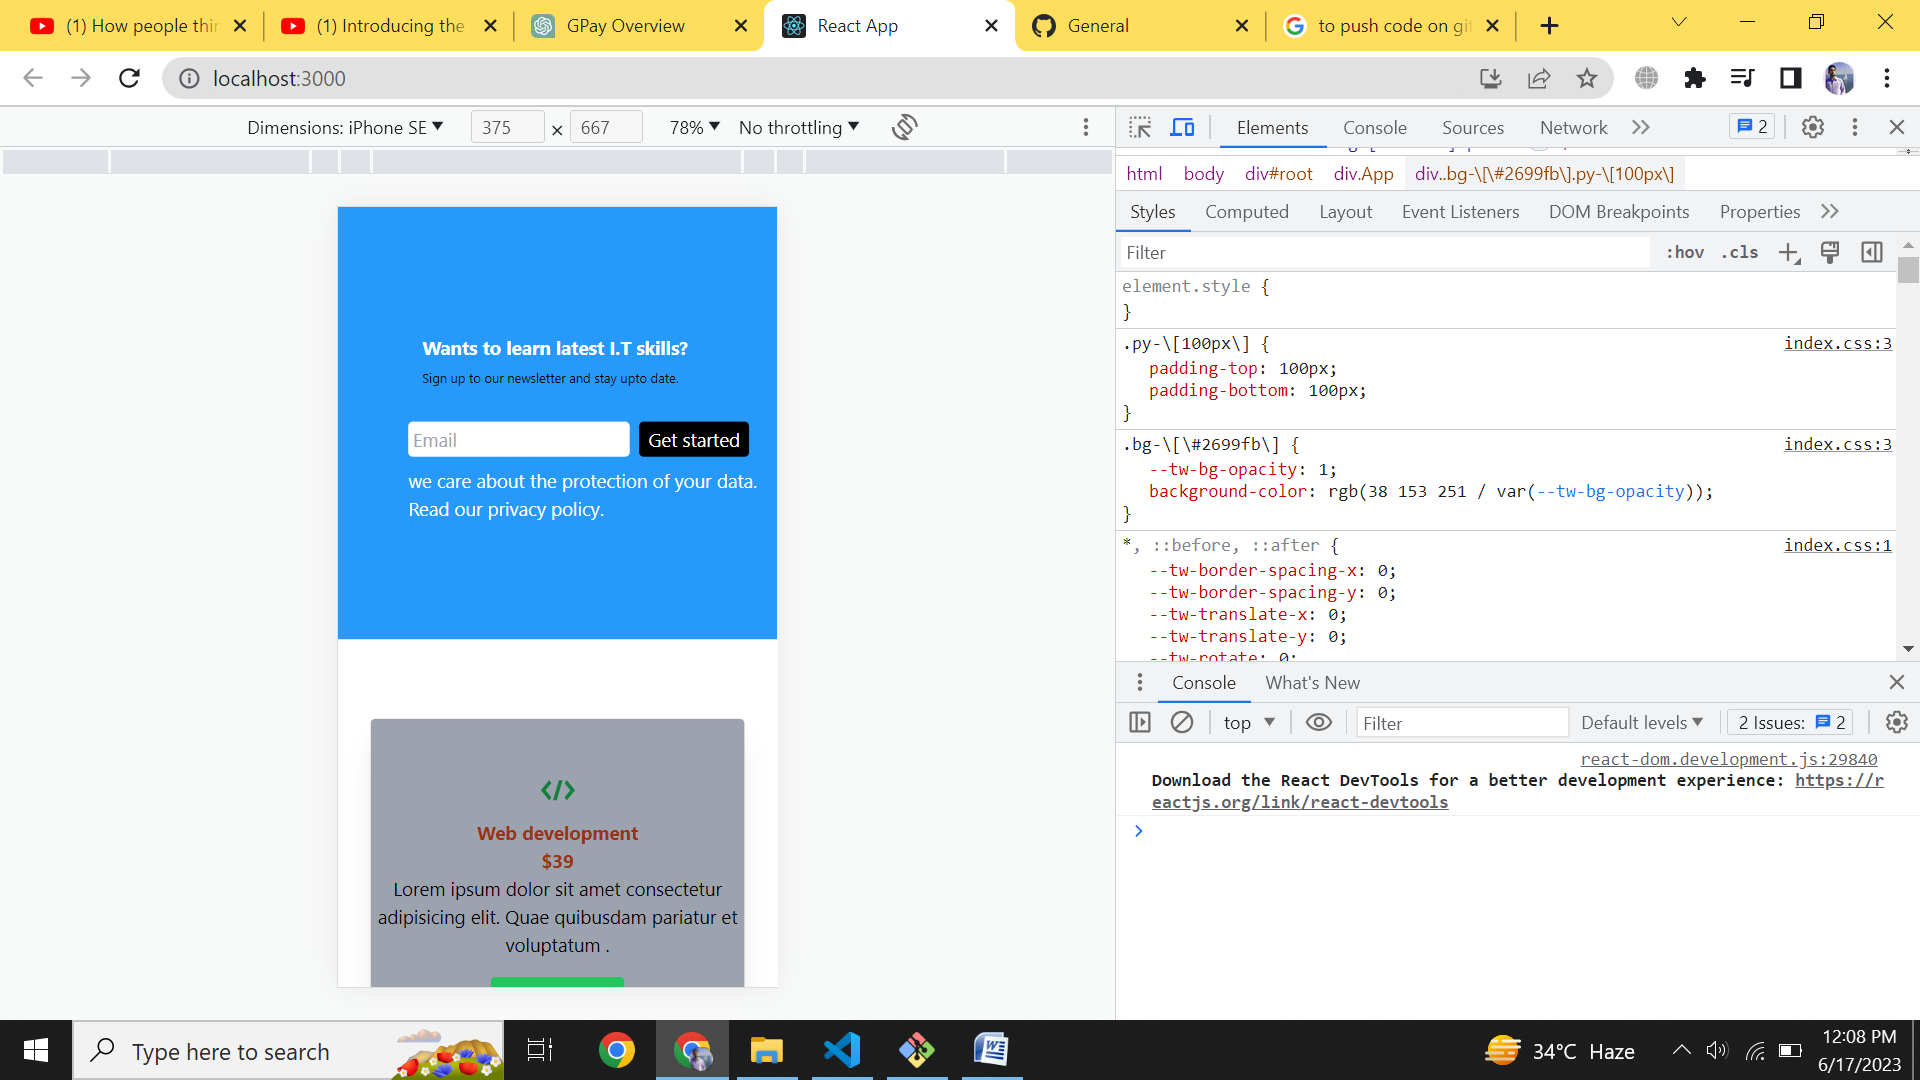 (1) How people thin
(1) Introducing the
GPay Overview
React App
General
to push code on git
localhost:3000
Dimensions: iPhone SE
375 × 667
78%
No throttling
Elements
Console
Sources
Network
2
html
body
div#root
div.App
div..bg-\[\#2699fb\].py-\[100px\]
Styles
Computed
Layout
Event Listeners
DOM Breakpoints
Properties
Filter
:hov
.cls
element.style {
}
.py-\[100px\] {
index.css:3
padding-top: 100px;
padding-bottom: 100px;
}
.bg-\[\#2699fb\] {
index.css:3
--tw-bg-opacity: 1;
background-color: rgb(38 153 251 / var(--tw-bg-opacity));
}
*, ::before, ::after {
index.css:1
--tw-border-spacing-x: 0;
--tw-border-spacing-y: 0;
--tw-translate-x: 0;
--tw-translate-y: 0;
--tw-rotate: 0;
Wants to learn latest I.T skills?
Sign up to our newsletter and stay upto date.
Email
Get started
we care about the protection of your data.
Read our privacy policy.
</>
Web development
$39
Lorem ipsum dolor sit amet consectetur
adipisicing elit. Quae quibusdam pariatur et
voluptatum .
Console
What's New
top
Filter
Default levels
2 Issues:
2
react-dom.development.js:29840
Download the React DevTools for a better development experience: https://r
eactjs.org/link/react-devtools
Type here to search
34°C Haze
12:08 PM
6/17/2023